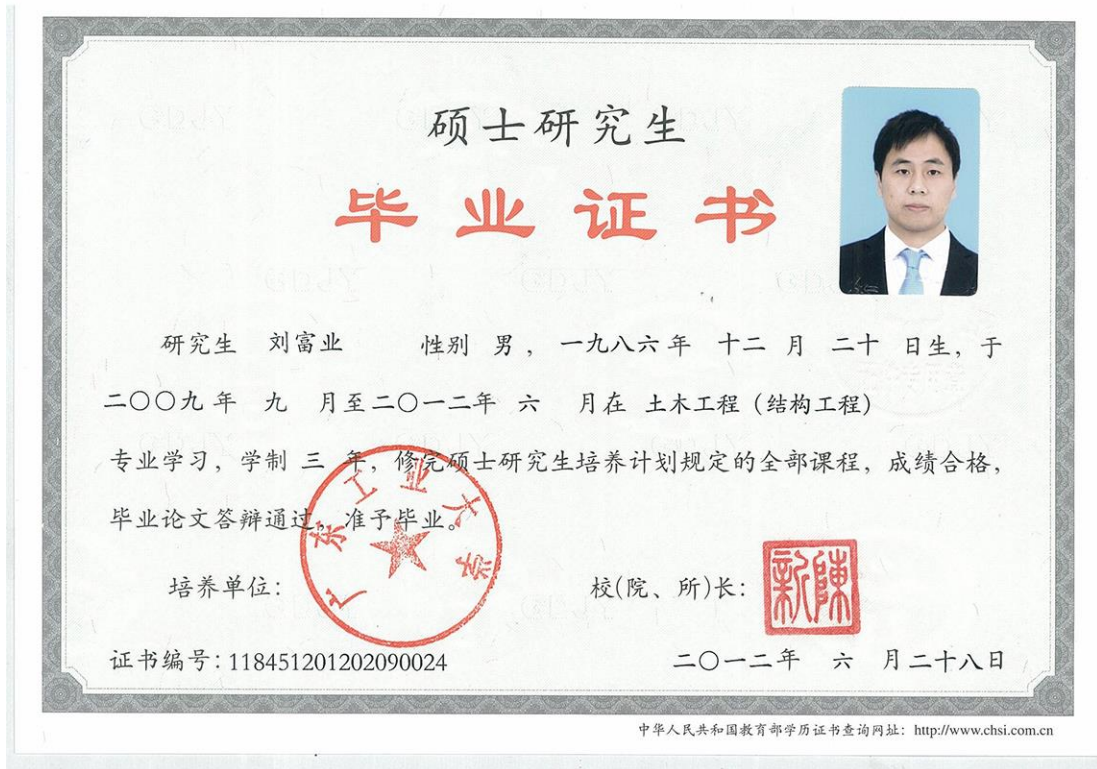 硕士研究生
毕业证书
研究生 刘富业 性别 男，一九八六年 十二 月 二十 日生，于
二〇〇九年 九 月至二〇一二年 六 月在 土木工程（结构工程）
专业学习，学制 三 年，修完硕士研究生培养计划规定的全部课程，成绩合格，
毕业论文答辩通过，准予毕业。
广东工业大学
培养单位： 校(院、所)长：
陳新
证书编号：118451201202090024 二〇一二年 六 月二十八日
中华人民共和国教育部学历证书查询网址：http://www.chsi.com.cn